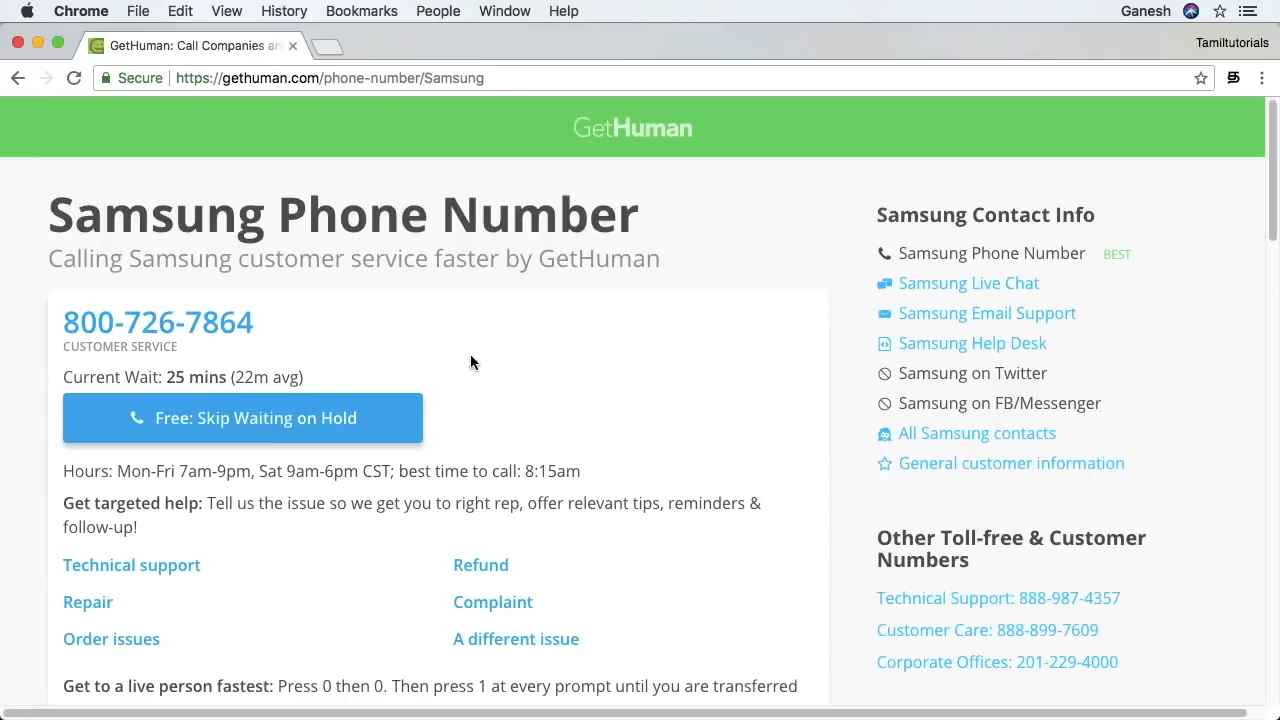 Chrome File Edit View History Bookmarks People Window Help Ganesh
GetHuman: Call Companies an
Tamiltutorials
Secure https://gethuman.com/phone-number/Samsung
GetHuman
Samsung Phone Number
Calling Samsung customer service faster by GetHuman
800-726-7864
CUSTOMER SERVICE
Current Wait: 25 mins (22m avg)
Free: Skip Waiting on Hold
Hours: Mon-Fri 7am-9pm, Sat 9am-6pm CST; best time to call: 8:15am
Get targeted help: Tell us the issue so we get you to right rep, offer relevant tips, reminders &
follow-up!
Technical support Refund
Repair Complaint
Order issues A different issue
Get to a live person fastest: Press 0 then 0. Then press 1 at every prompt until you are transferred
Samsung Contact Info
Samsung Phone Number BEST
Samsung Live Chat
Samsung Email Support
Samsung Help Desk
Samsung on Twitter
Samsung on FB/Messenger
All Samsung contacts
General customer information
Other Toll-free & Customer
Numbers
Technical Support: 888-987-4357
Customer Care: 888-899-7609
Corporate Offices: 201-229-4000